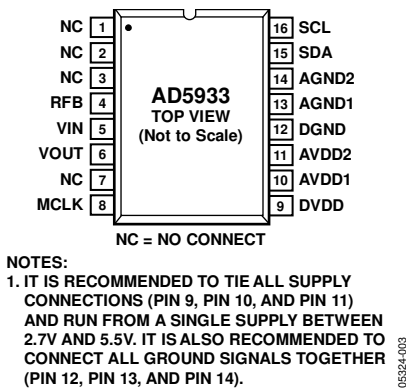 NC 1
NC 2
NC 3
RFB 4
VIN 5
VOUT 6
NC 7
MCLK 8
AD5933
TOP VIEW
(Not to Scale)
16 SCL
15 SDA
14 AGND2
13 AGND1
12 DGND
11 AVDD2
10 AVDD1
9 DVDD
NC = NO CONNECT
NOTES:
1. IT IS RECOMMENDED TO TIE ALL SUPPLY
CONNECTIONS (PIN 9, PIN 10, AND PIN 11)
AND RUN FROM A SINGLE SUPPLY BETWEEN
2.7V AND 5.5V. IT IS ALSO RECOMMENDED TO
CONNECT ALL GROUND SIGNALS TOGETHER
(PIN 12, PIN 13, AND PIN 14).
05324-003